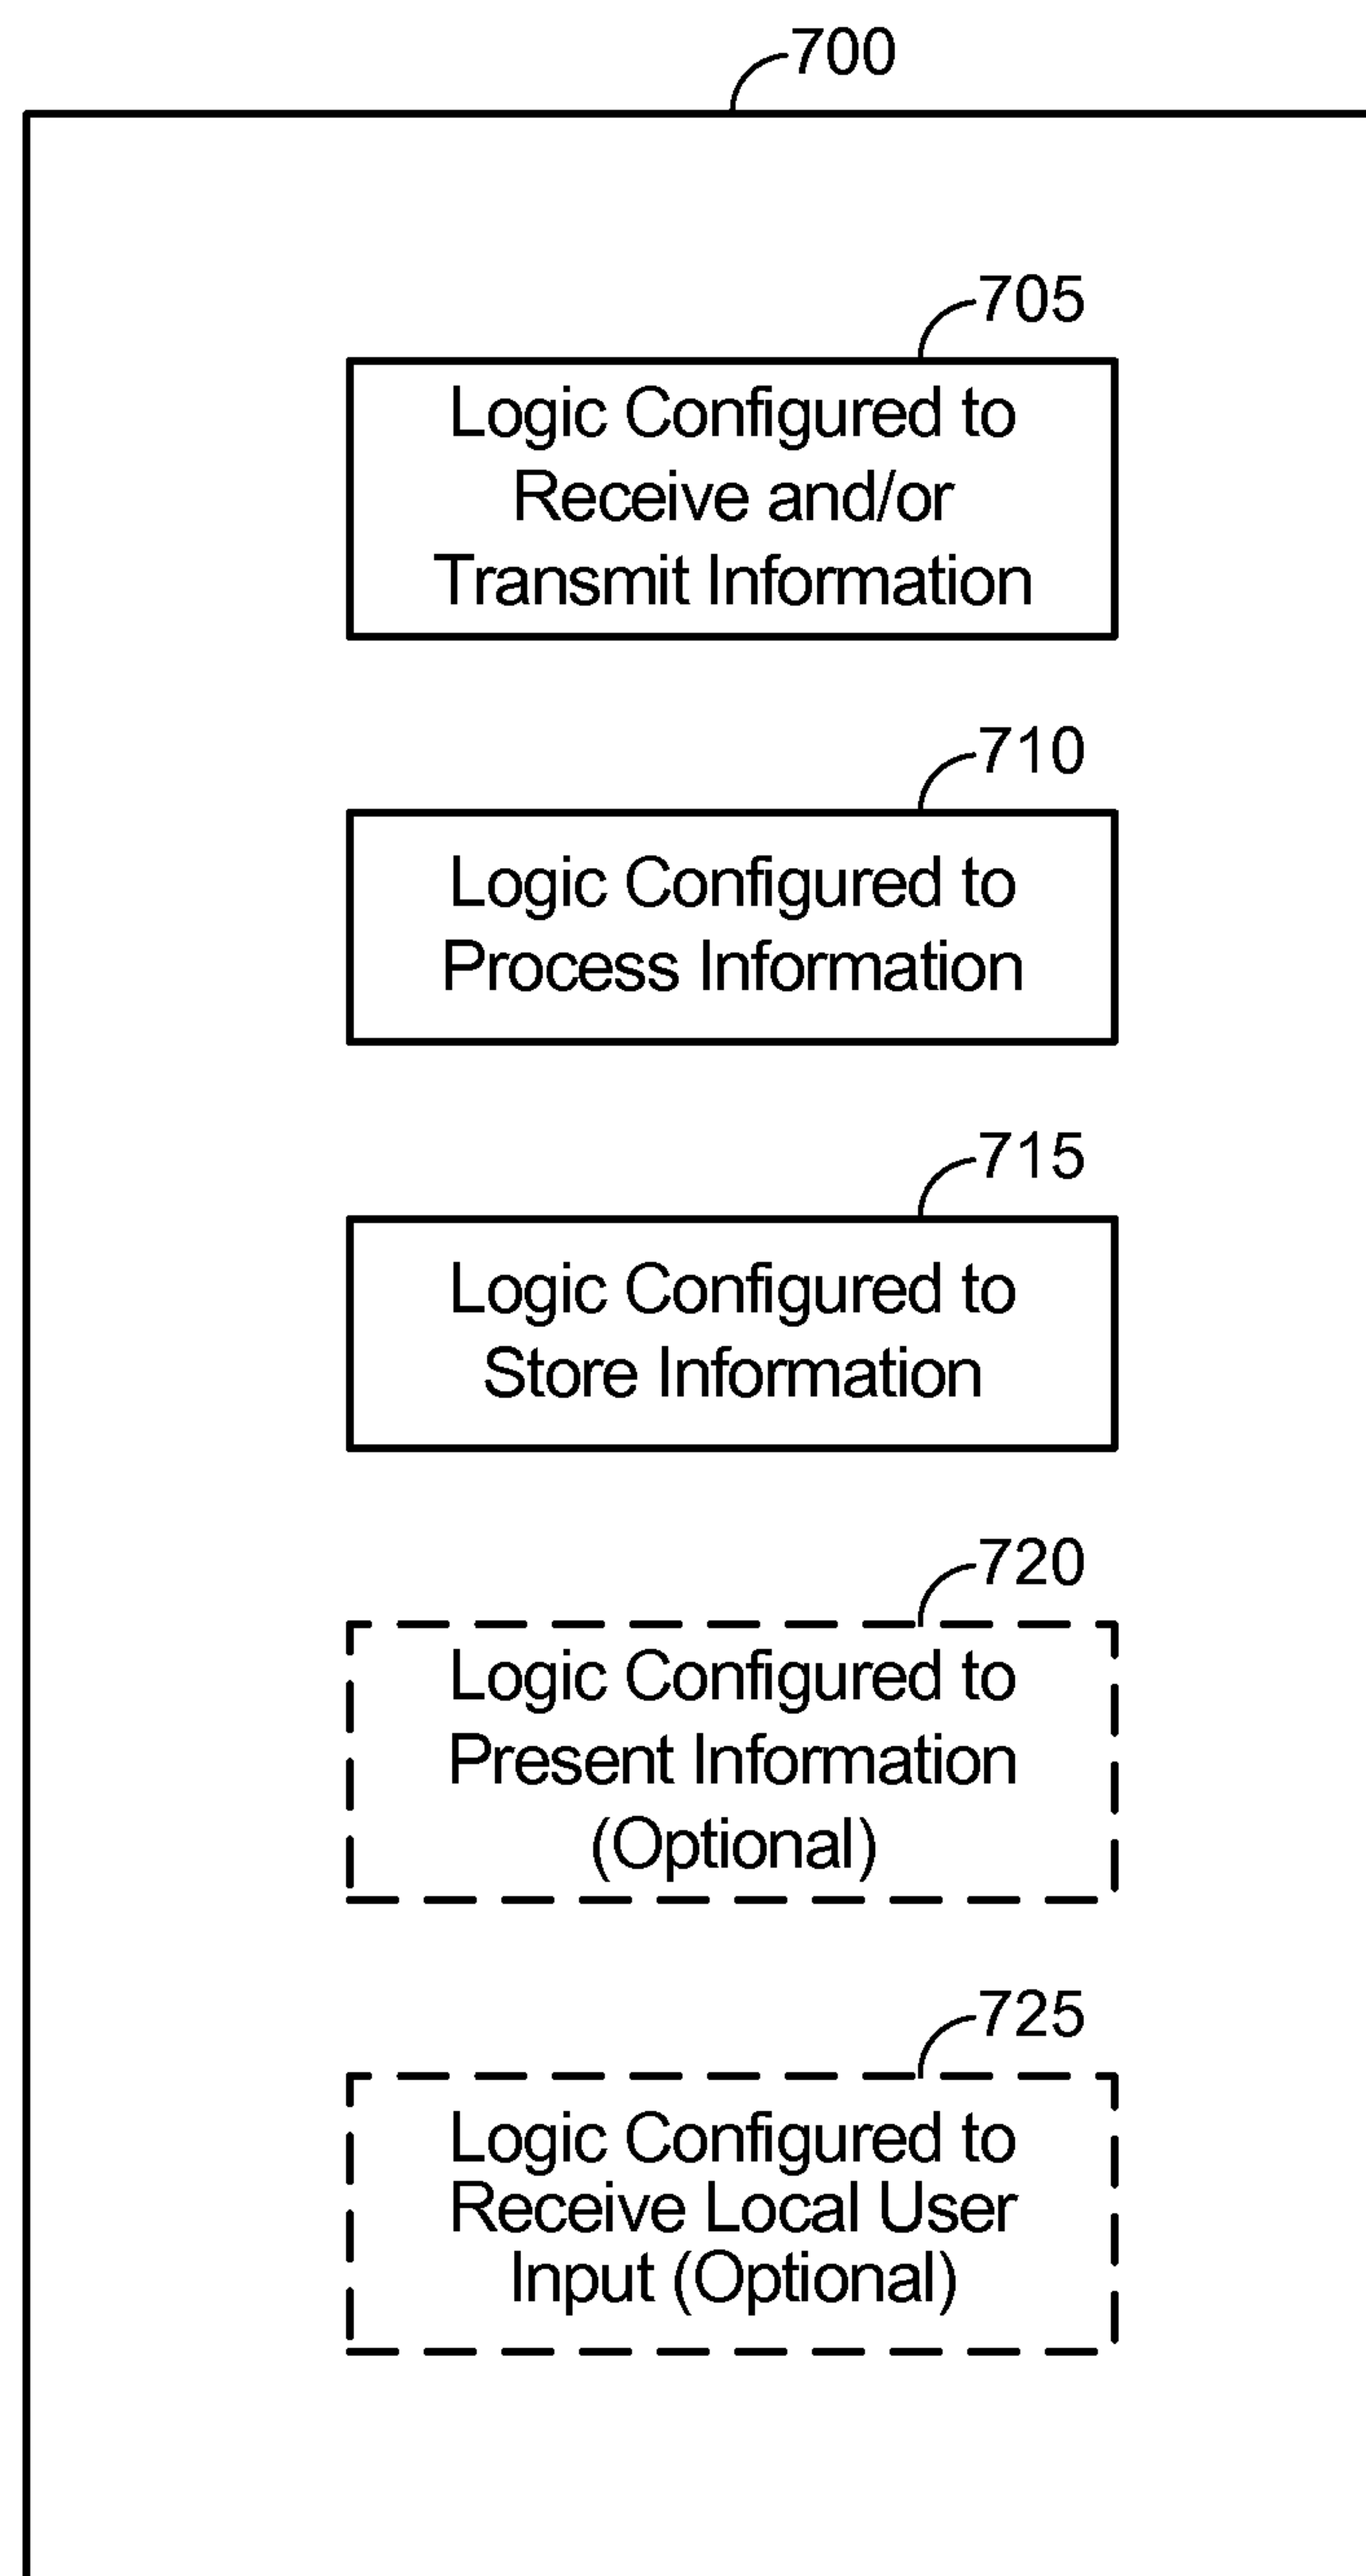 700
705
Logic Configured to
Receive and/or
Transmit Information
710
Logic Configured to
Process Information
715
Logic Configured to
Store Information
720
Logic Configured to
Present Information
(Optional)
725
Logic Configured to
Receive Local User
Input (Optional)